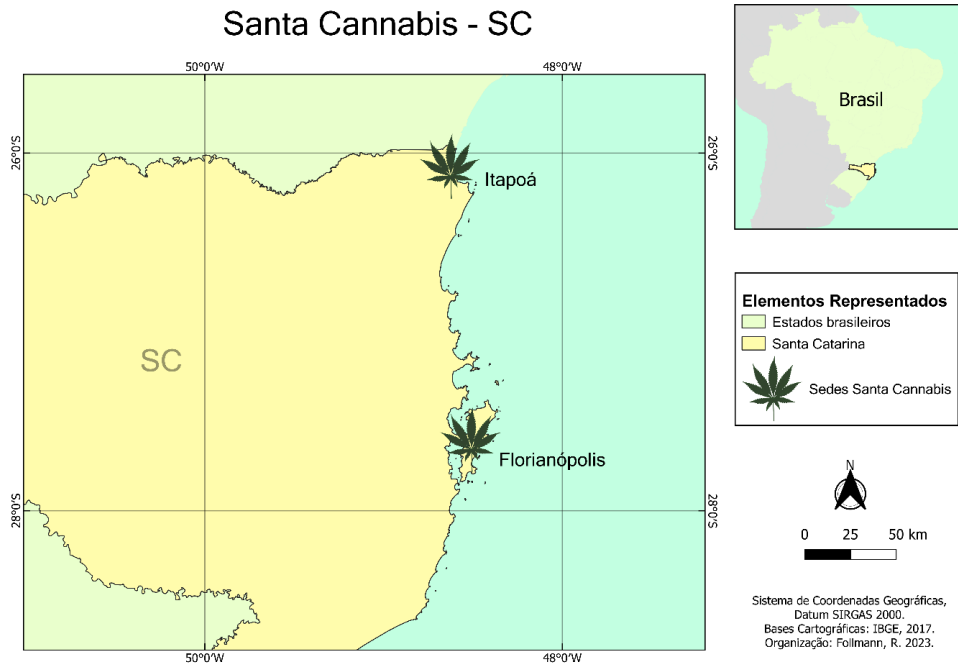 Santa Cannabis - SC
50°0'W
48°0'W
26°0'S
26°0'S
Itapoá
SC
Florianópolis
28°0'S
28°0'S
50°0'W
48°0'W
Brasil
Elementos Representados
Estados brasileiros
Santa Catarina
Sedes Santa Cannabis
N
0 25 50 km
Sistema de Coordenadas Geográficas,
Datum SIRGAS 2000.
Bases Cartográficas: IBGE, 2017.
Organização: Follmann, R. 2023.